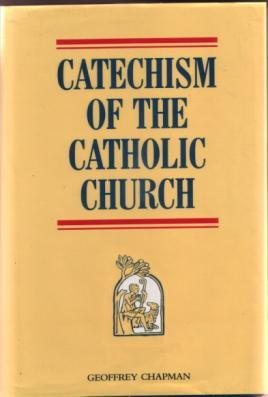 CATECHISM
OF THE
CATHOLIC
CHURCH
GEOFFREY CHAPMAN